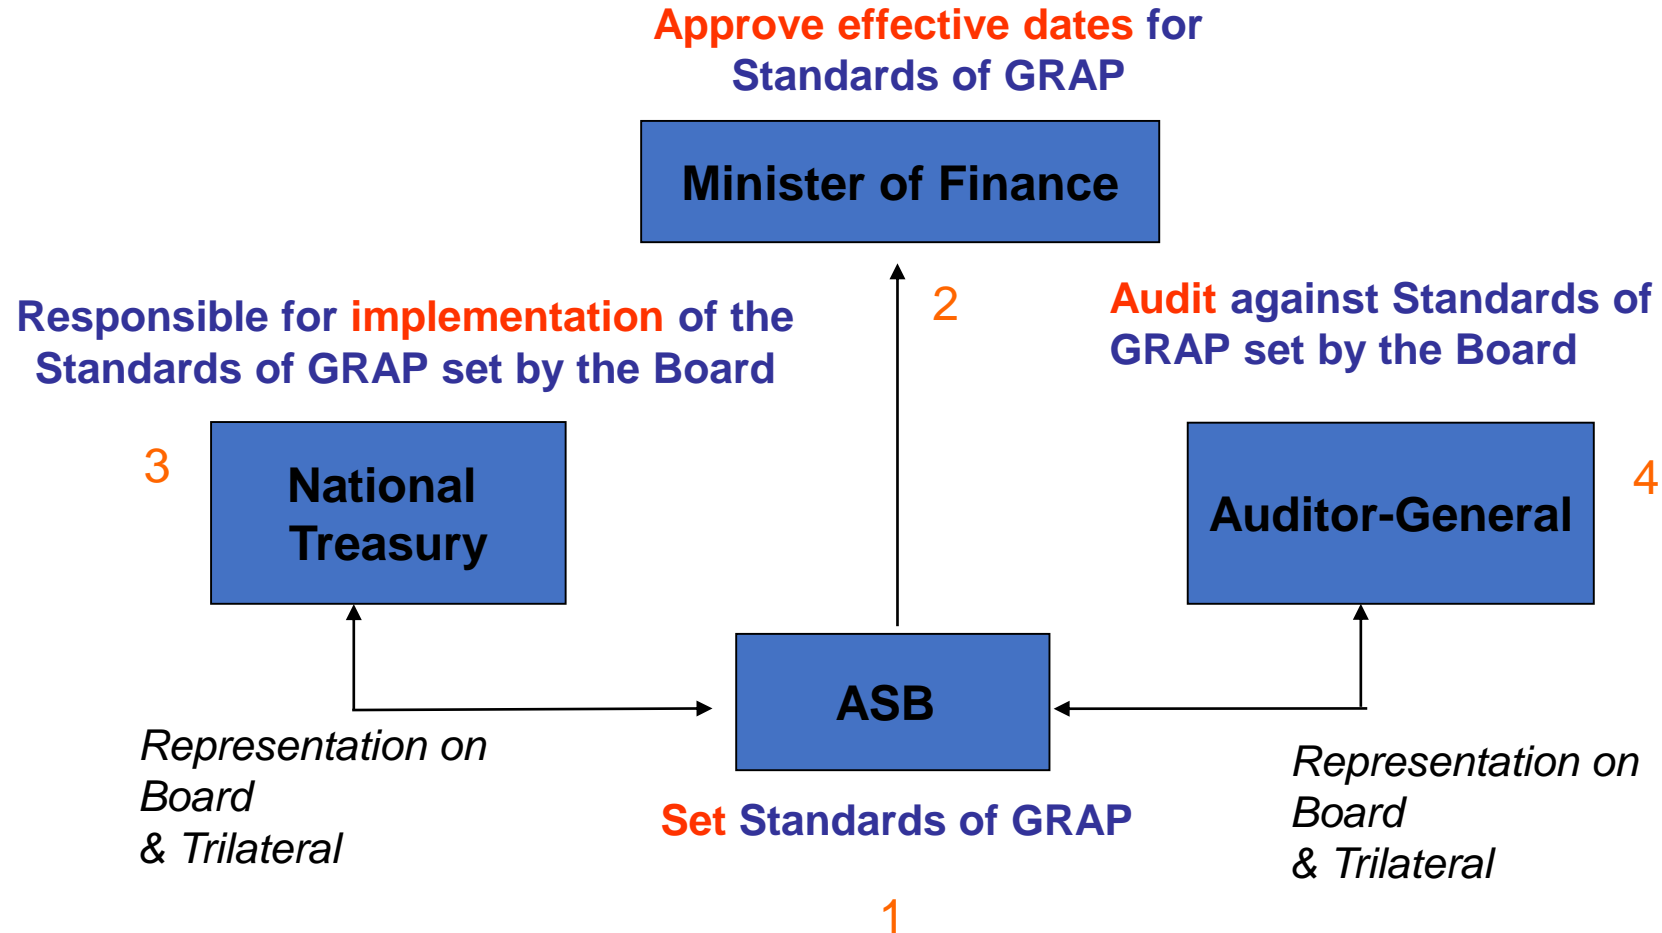 Approve effective dates for
Standards of GRAP
Minister of Finance
2
Responsible for implementation of the
Standards of GRAP set by the Board
Audit against Standards of
GRAP set by the Board
3
National
Treasury
Auditor-General
4
ASB
Representation on
Board
& Trilateral
Set Standards of GRAP
Representation on
Board
& Trilateral
1